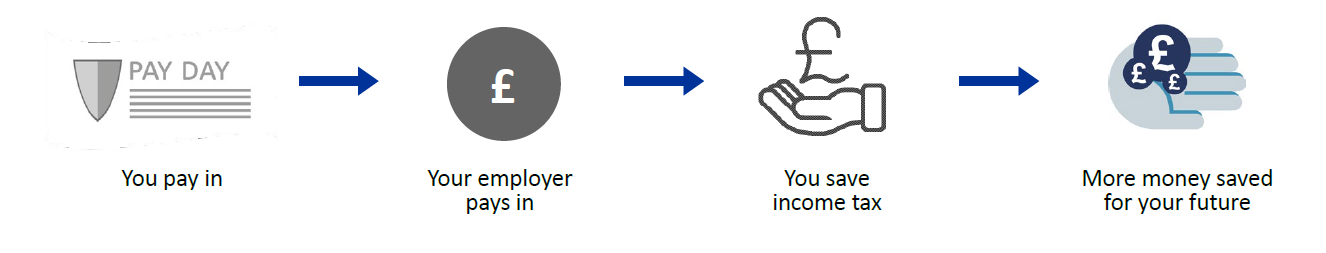 PAY DAY
£
£
£
£
£
You pay in
Your employer
pays in
You save
income tax
More money saved
for your future